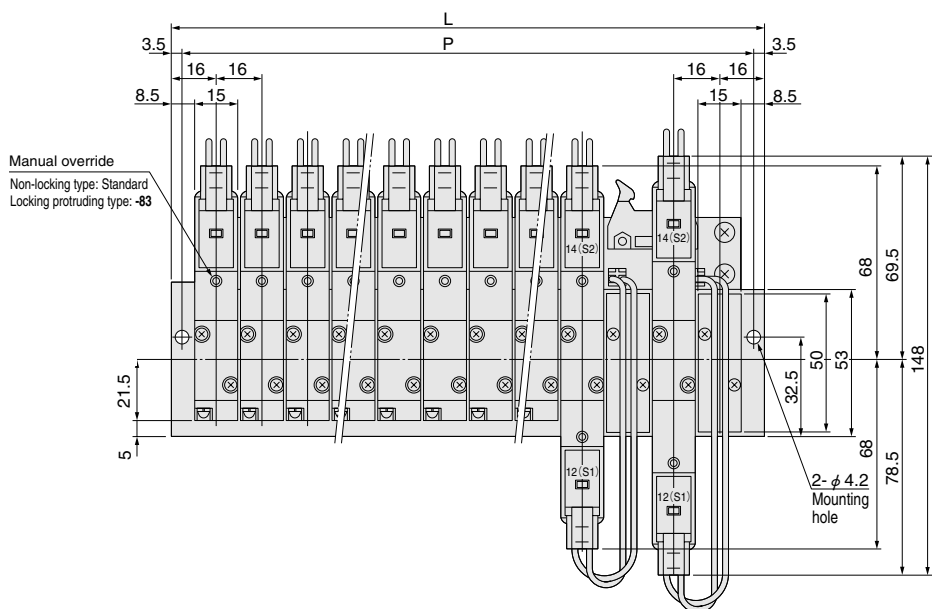 L
3.5
P
3.5
16
16
16
16
8.5
15
15
8.5
Manual override
Non-locking type: Standard
Locking protruding type: -83
14(S2)
14(S2)
68
69.5
148
50
53
32.5
21.5
5
68
78.5
12(S1)
12(S1)
2- φ 4.2
Mounting
hole